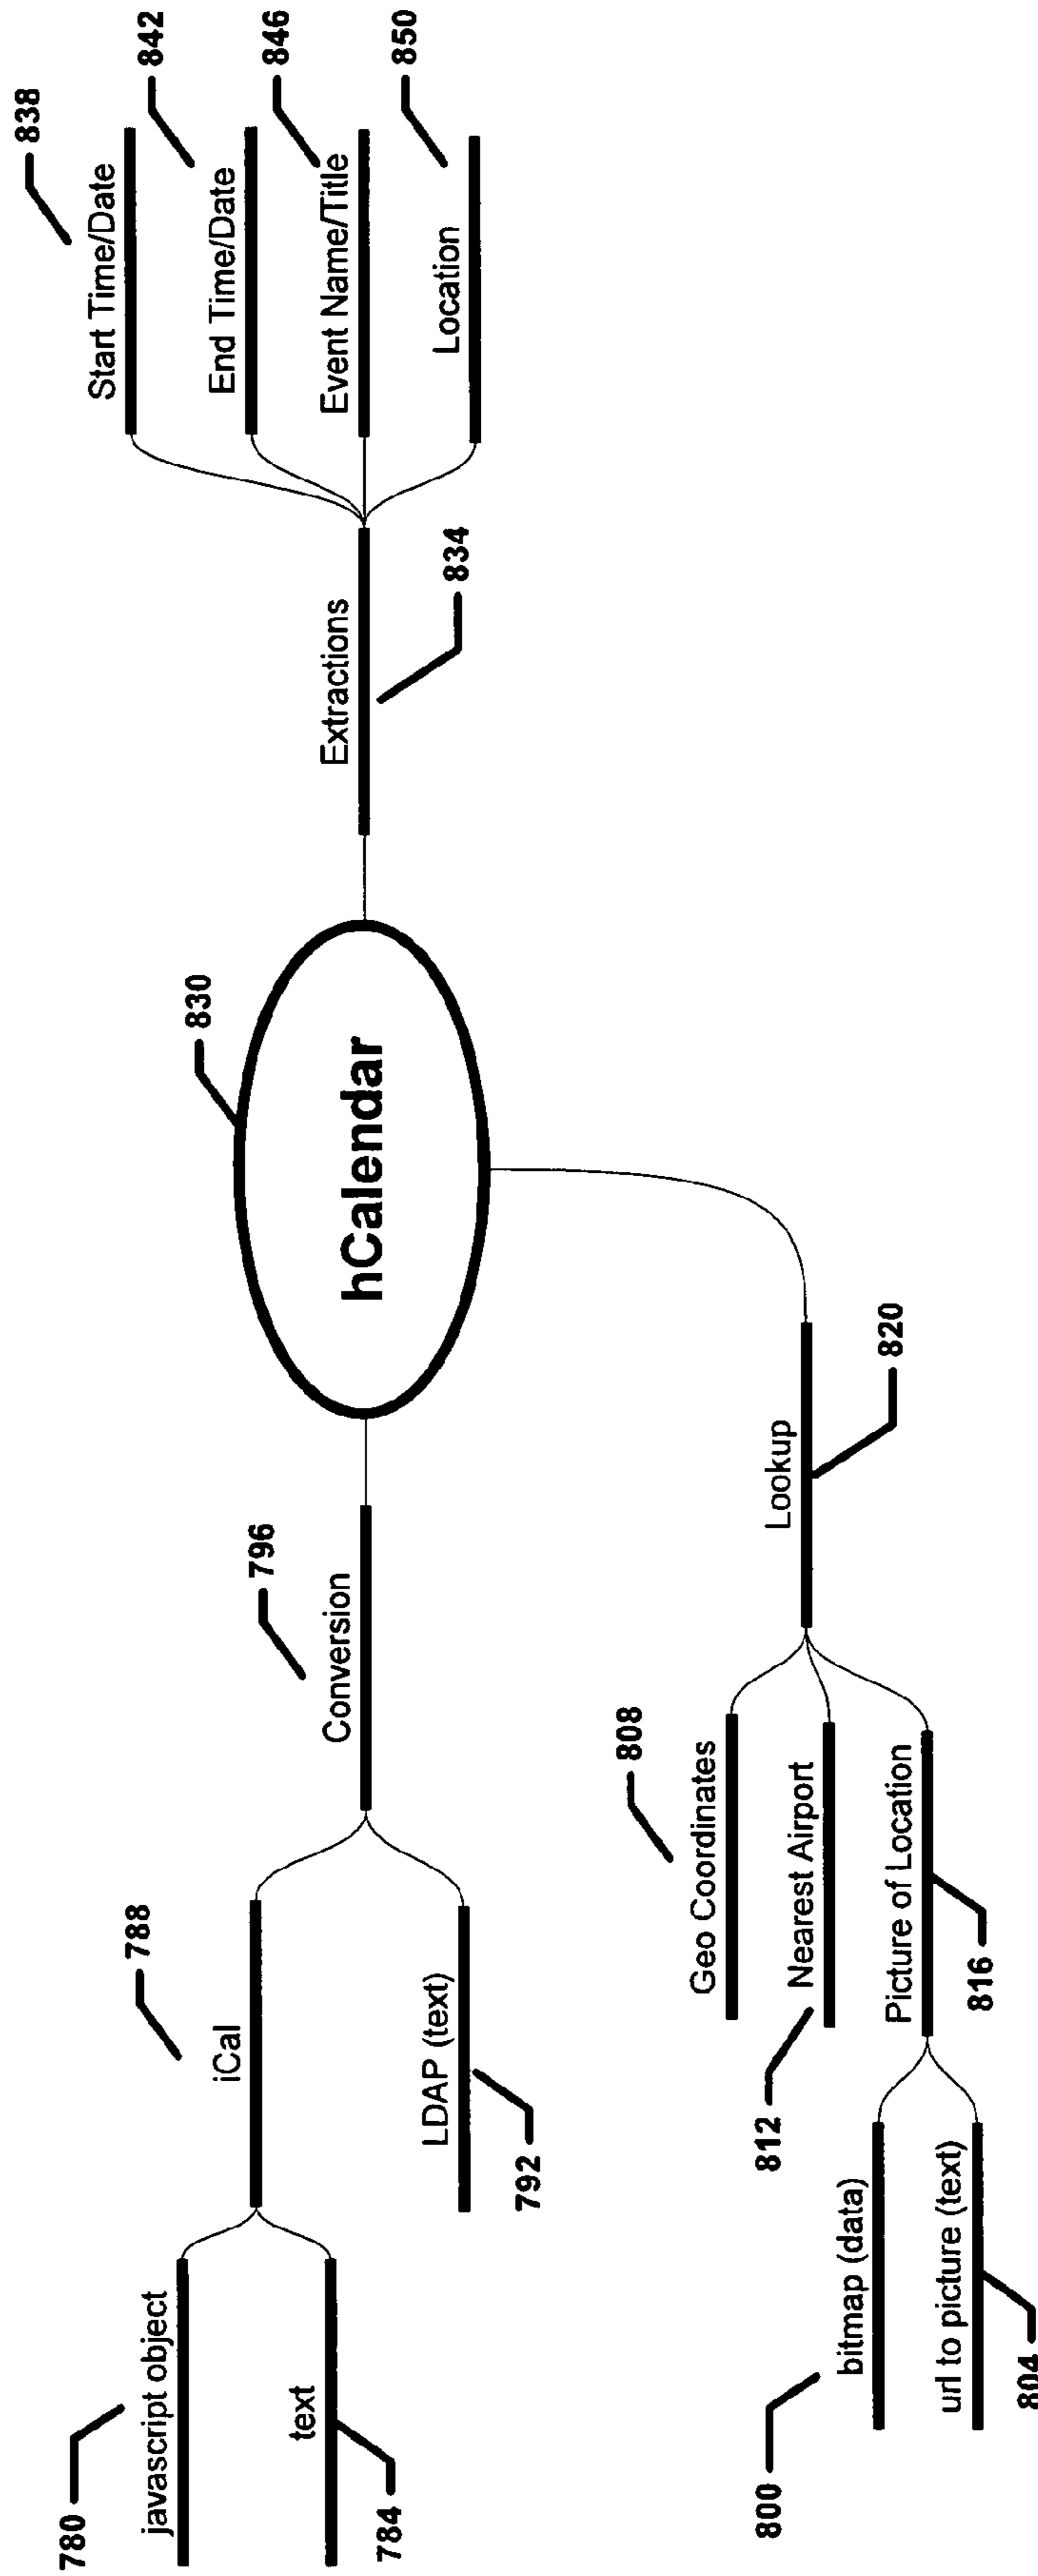 838
Start Time/Date
842
End Time/Date
846
Event Name/Title
850
Location
Extractions
834
830
hCalendar
796
Conversion
788
iCal
LDAP (text)
792
780
javascript object
text
784
Lookup
820
808
Geo Coordinates
Nearest Airport
812
Picture of Location
816
bitmap (data)
800
url to picture (text)
804